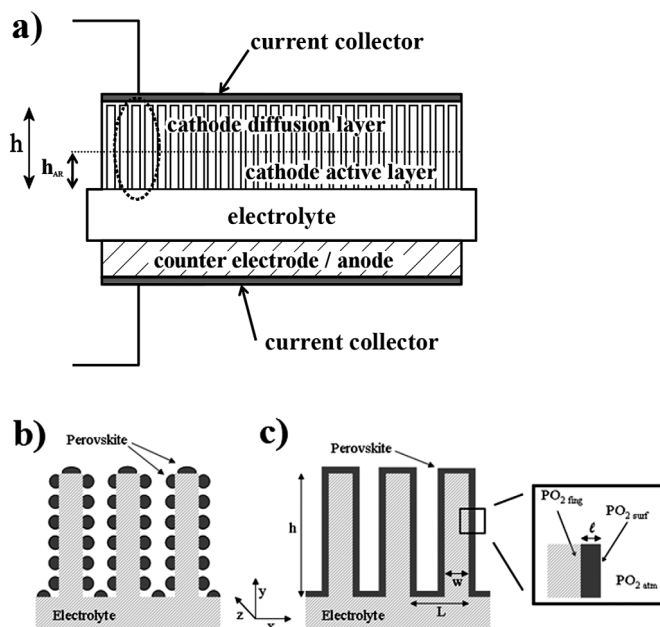 a)
current collector
h
cathode diffusion layer
h_AR
cathode active layer
electrolyte
counter electrode / anode
current collector
b)
Perovskite
Electrolyte
y
z
x
c)
Perovskite
h
w
L
Electrolyte
PO2 fing
ℓ
PO2 surf
PO2 atm